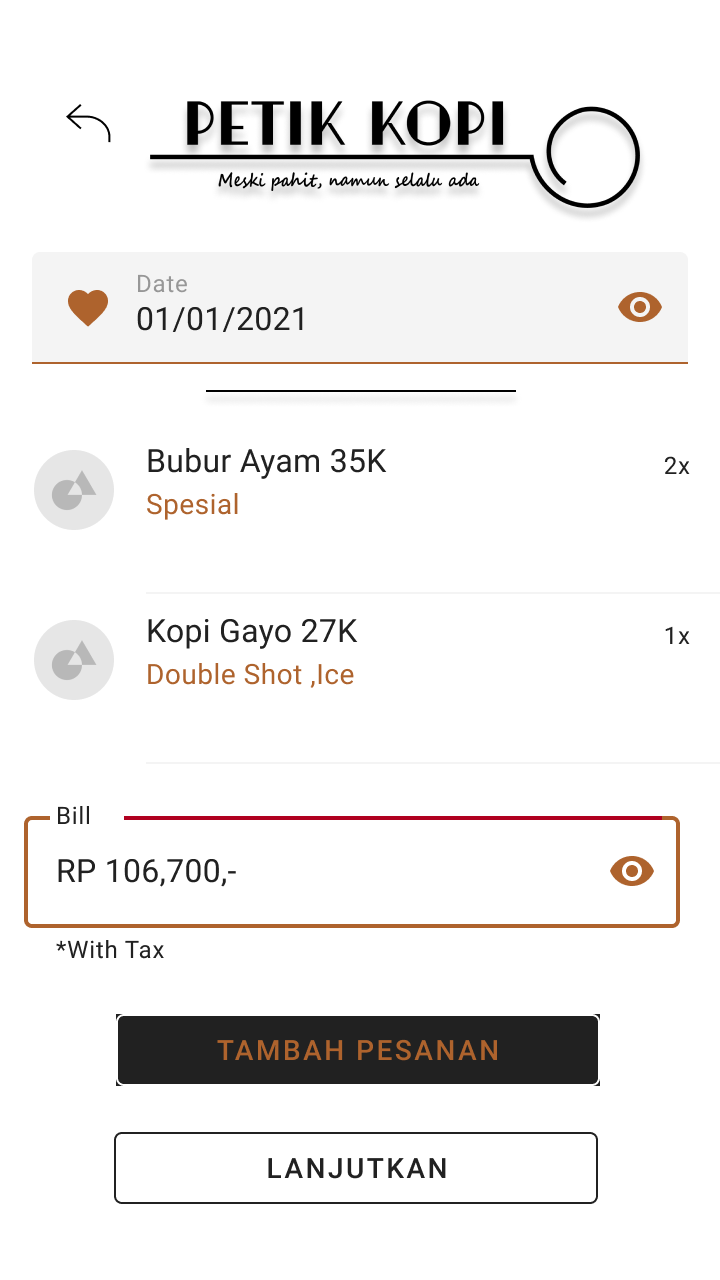 PETIK KOPI
Meski pahit, namun selalu ada
Date
01/01/2021
Bubur Ayam 35K
2x
Spesial
Kopi Gayo 27K
1x
Double Shot ,Ice
Bill
RP 106,700,-
*With Tax
TAMBAH PESANAN
LANJUTKAN